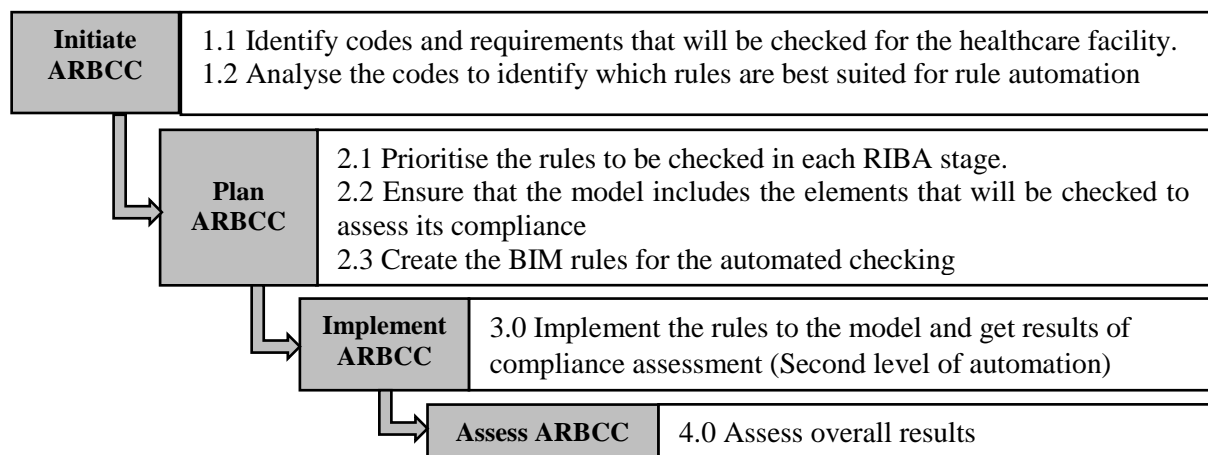 Initiate
ARBCC
1.1 Identify codes and requirements that will be checked for the healthcare facility.
1.2 Analyse the codes to identify which rules are best suited for rule automation
Plan
ARBCC
2.1 Prioritise the rules to be checked in each RIBA stage.
2.2 Ensure that the model includes the elements that will be checked to
assess its compliance
2.3 Create the BIM rules for the automated checking
Implement
ARBCC
3.0 Implement the rules to the model and get results of
compliance assessment (Second level of automation)
Assess ARBCC
4.0 Assess overall results